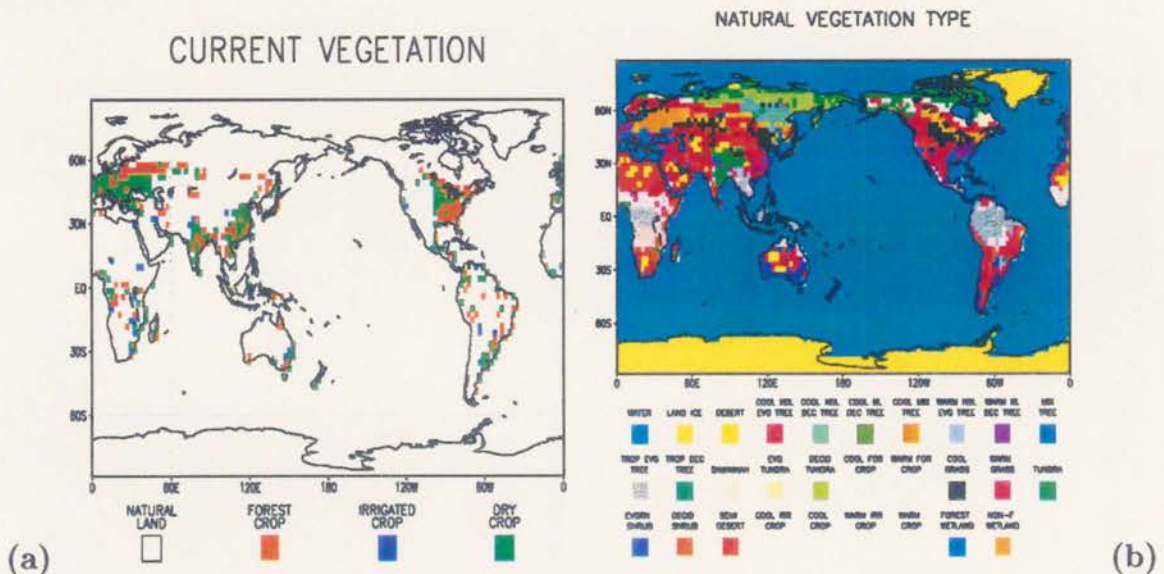 CURRENT VEGETATION
60N
30N
EQ
30S
60S
0 60E 120E 180 120W 60W 0
NATURAL LAND
FOREST CROP
IRRIGATED CROP
DRY CROP
(a)
NATURAL VEGETATION TYPE
60N
30N
EQ
30S
60S
0 60E 120E 180 120W 60W 0
WATER
LAND ICE
DESERT
COOL NDL EVG TREE
COOL NDL DEC TREE
COOL BL DEC TREE
COOL MIX TREE
WARM NDL EVG TREE
WARM BL DEC TREE
MIX TREE
TROP EVG TREE
TROP DEC TREE
SAVANNAH
EVG TUNDRA
DECID TUNDRA
COOL FOR CROP
WARM FOR CROP
COOL GRASS
WARM GRASS
TUNDRA
EVGRN SHRUB
DECID SHRUB
SEMI DESERT
COOL IRR CROP
COOL CROP
WARM IRR CROP
WARM CROP
FOREST WETLAND
NON-F WETLAND
(b)